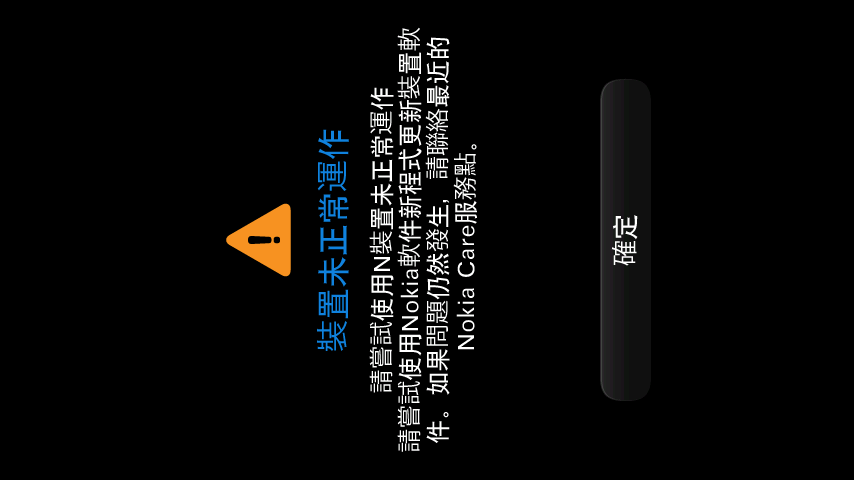 裝置未正常運作
請嘗試使用N裝置未正常運作
請嘗試使用Nokia軟件新程式更新裝置軟
件。如果問題仍然發生，請聯絡最近的
Nokia Care服務點。
確定